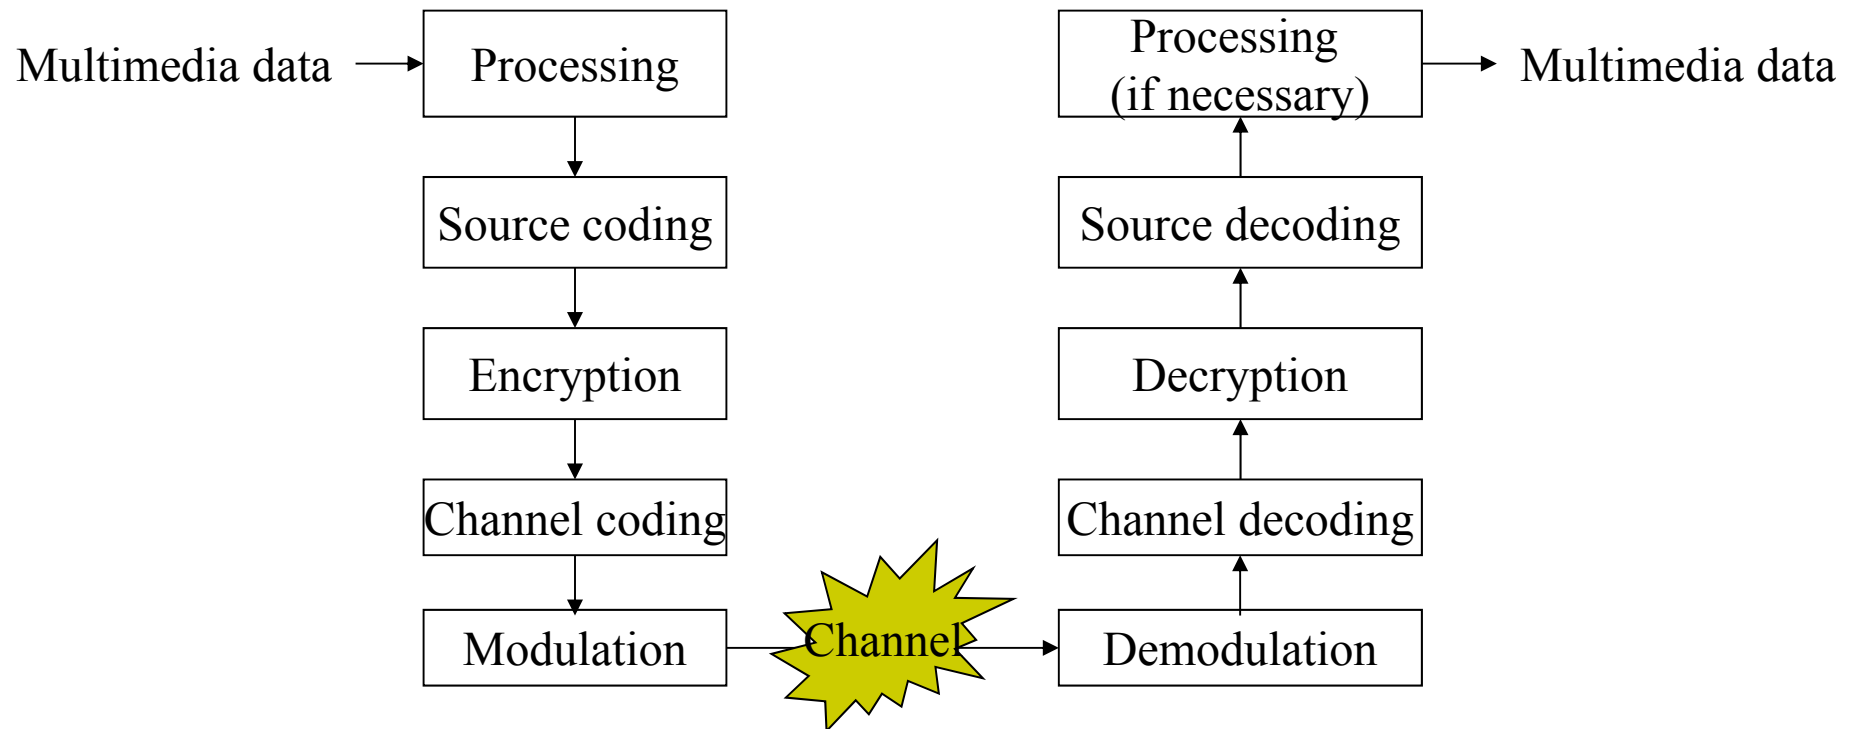 Multimedia data
Processing
Source coding
Encryption
Channel coding
Modulation
Channel
Demodulation
Channel decoding
Decryption
Source decoding
Processing
(if necessary)
Multimedia data